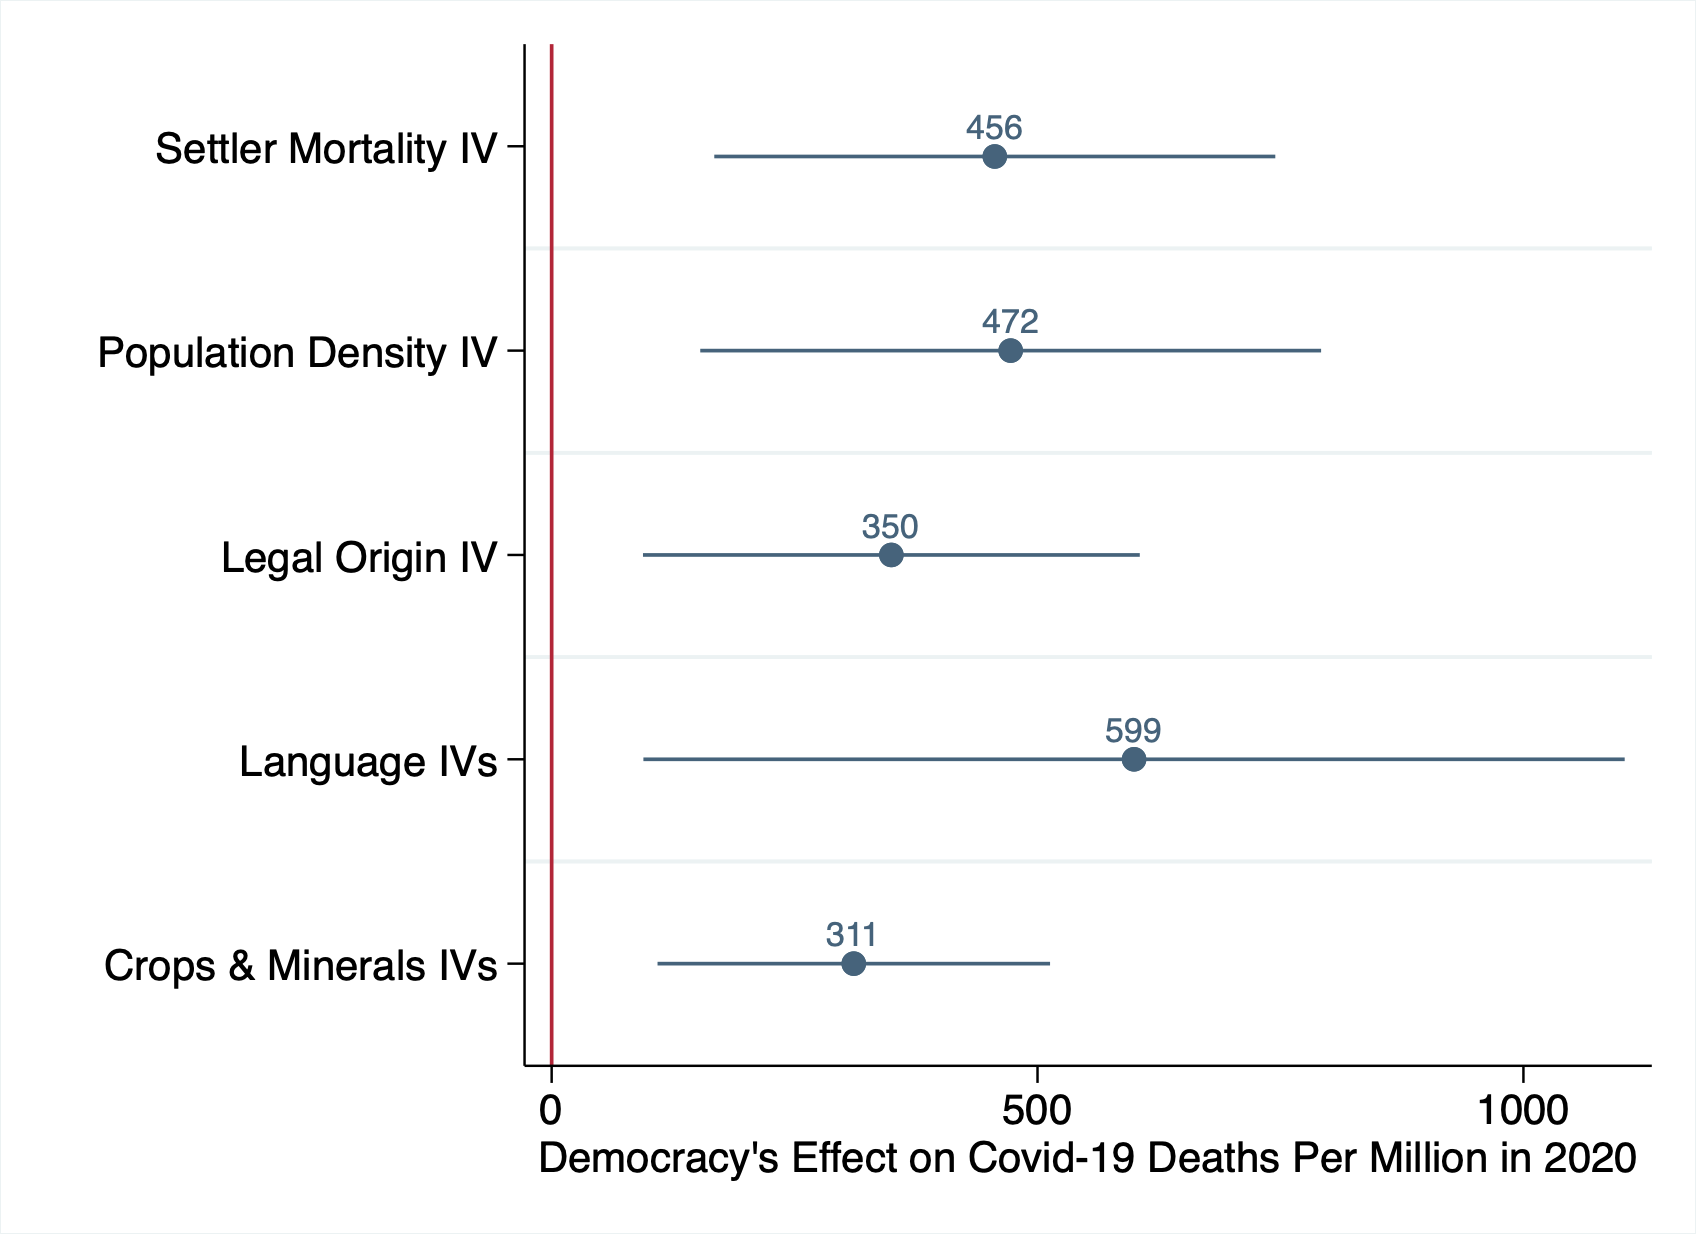 456
Settler Mortality IV
472
Population Density IV
350
Legal Origin IV
599
Language IVs
311
Crops & Minerals IVs
0 500 1000
Democracy's Effect on Covid-19 Deaths Per Million in 2020